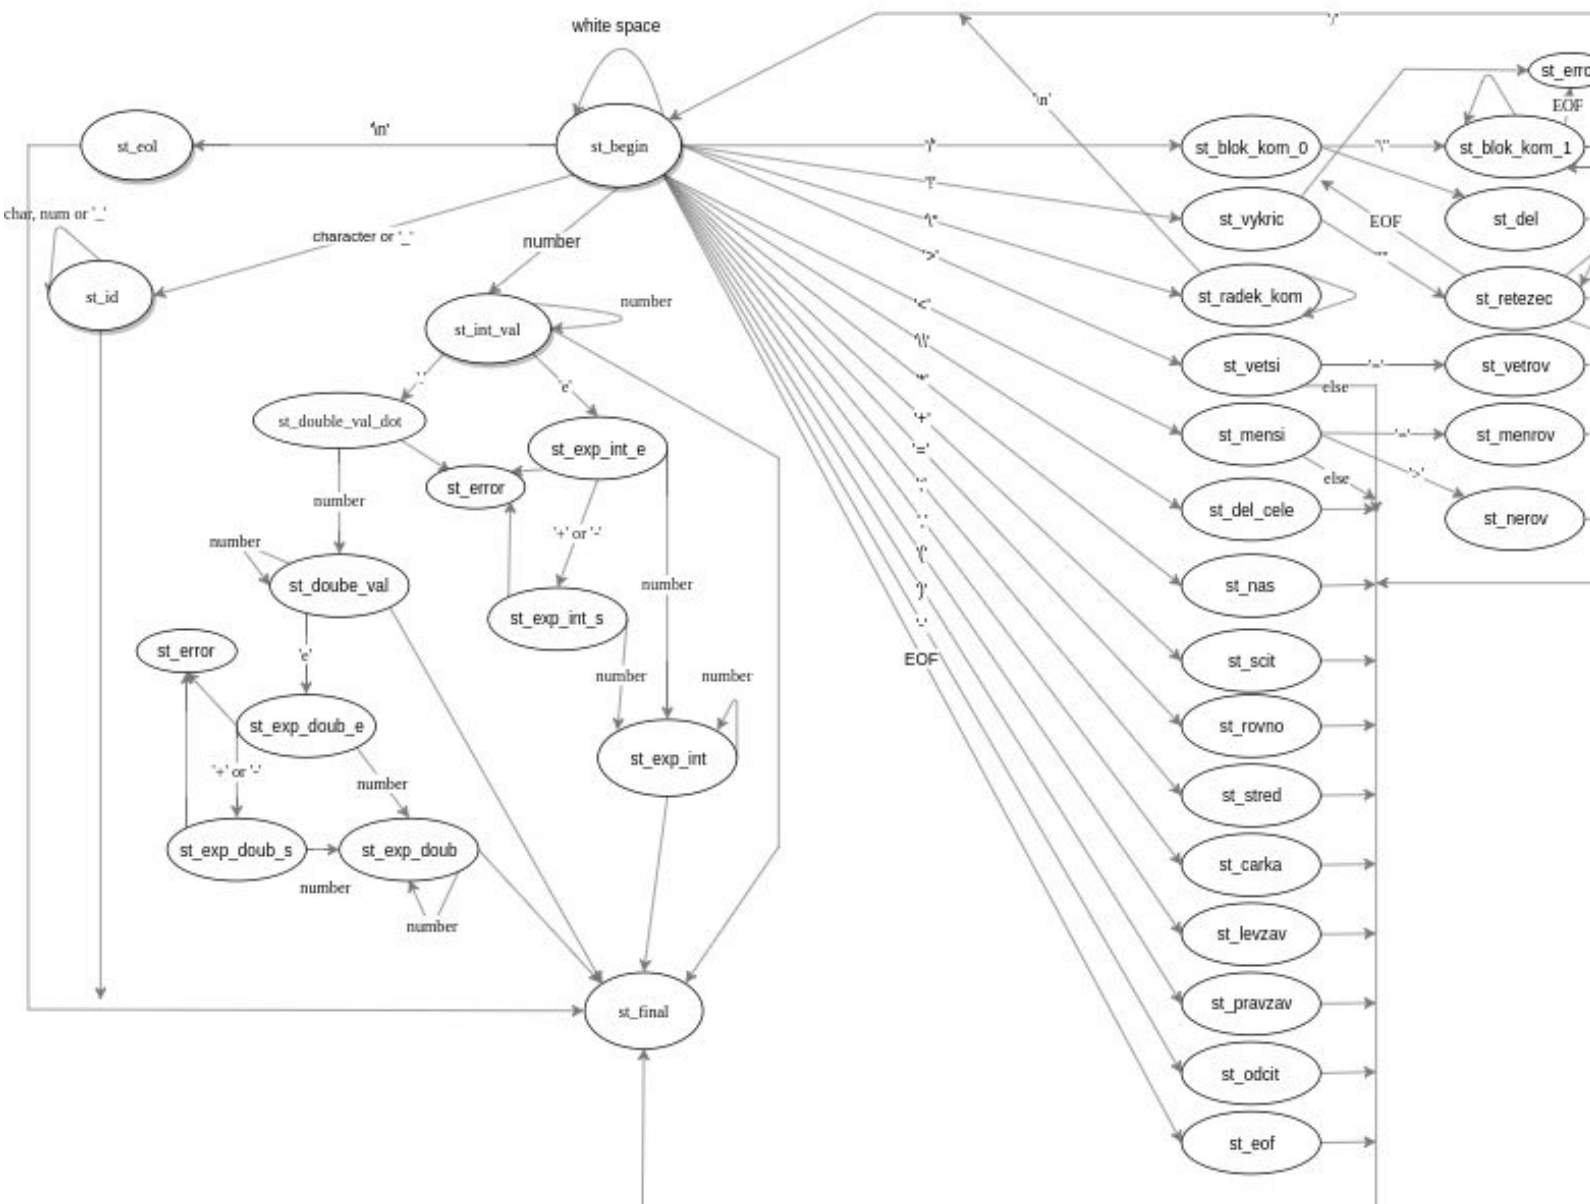 white space
'/'
st_erro
'\n'
EOF
'\n'
st_eol
st_begin
'/'
st_blok_kom_0
st_blok_kom_1
'!'
char, num or '_'
st_vykric
st_del
EOF
character or '_'
number
'>'
st_id
number
st_radek_kom
st_retezec
'<'
st_int_val
st_vetsi
'='
st_vetrov
else
'e'
st_double_val_dot
'+'
st_mensi
'='
st_menrov
st_exp_int_e
'='
'>'
else
st_error
number
st_del_cele
st_nerov
number
'+' or '-'
'('
st_doube_val
number
st_nas
')'
st_exp_int_s
'-'
st_error
'e'
EOF
st_scit
number
number
st_exp_doub_e
st_rovno
st_exp_int
'+' or '-'
number
st_stred
st_exp_doub_s
st_exp_doub
st_carka
number
number
st_levzav
st_final
st_pravzav
st_odcit
st_eof